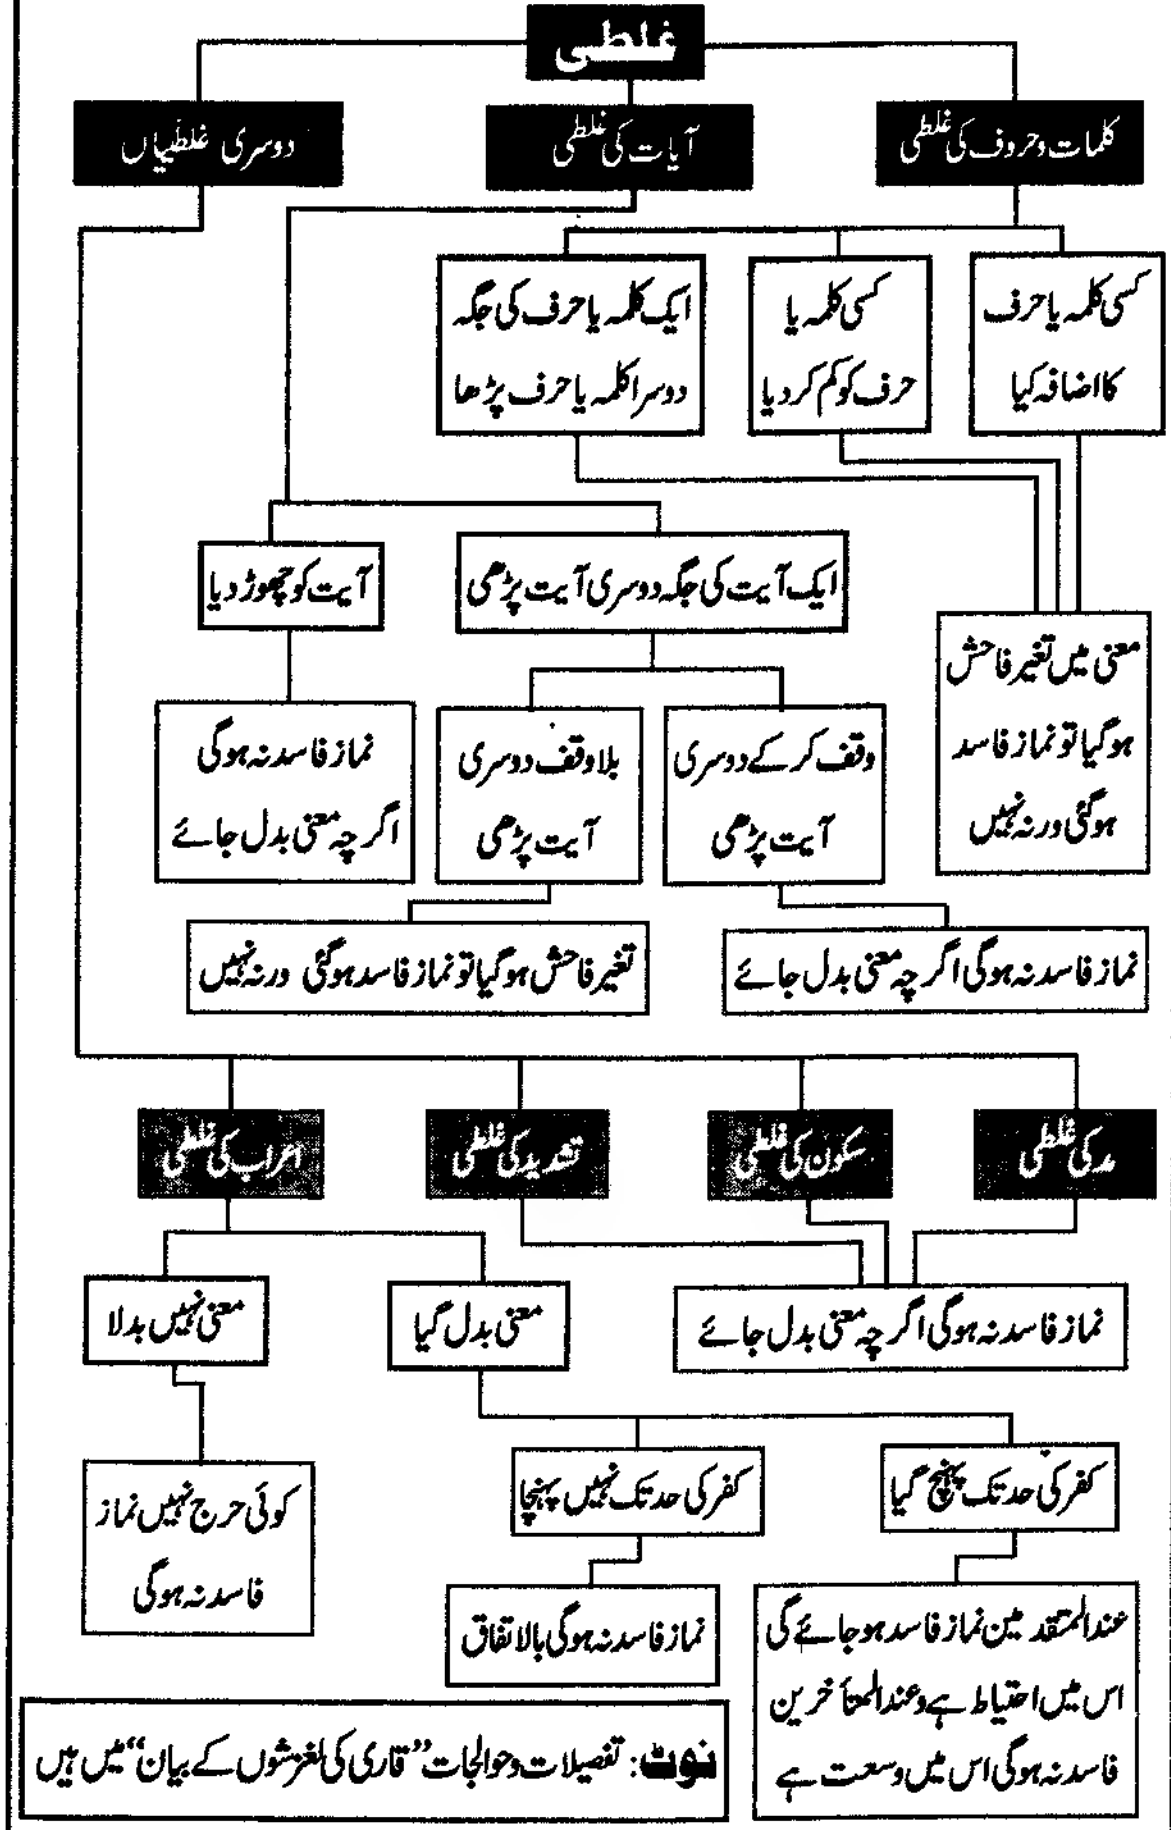 غلطی
کلمات وحروف کی غلطی
آیات کی غلطی
دوسری غلطیاں
کسی کلمہ یا حرف
کا اضافہ کیا
کسی کلمہ یا
حرف کو کم کر دیا
ایک کلمہ یا حرف کی جگہ
دوسرا کلمہ یا حرف پڑھا
معنی میں تغیر فاحش
ہو گیا تو نماز فاسد
ہوگئی ورنہ نہیں
ایک آیت کی جگہ دوسری آیت پڑھی
آیت کو چھوڑ دیا
وقف کر کے دوسری
آیت پڑھی
بلا وقف دوسری
آیت پڑھی
نماز فاسد نہ ہوگی
اگر چہ معنی بدل جائے
نماز فاسد نہ ہوگی اگر چہ معنی بدل جائے
تغیر فاحش ہو گیا تو نماز فاسد ہوگئی ورنہ نہیں
مد کی غلطی
سکون کی غلطی
تشدید کی غلطی
اعراب کی غلطی
نماز فاسد نہ ہوگی اگر چہ معنی بدل جائے
معنی بدل گیا
معنی نہیں بدلا
کفر کی حد تک پہنچ گیا
کفر کی حد تک نہیں پہنچا
کوئی حرج نہیں نماز
فاسد نہ ہوگی
عند المتقدمین نماز فاسد ہو جائے گی
اس میں احتیاط ہے وعند المتأخرین
فاسد نہ ہوگی اس میں وسعت ہے
نماز فاسد نہ ہوگی بالاتفاق
نوٹ: تفصیلات وحوالجات ”قاری کی لغزشوں کے بیان“ میں ہیں